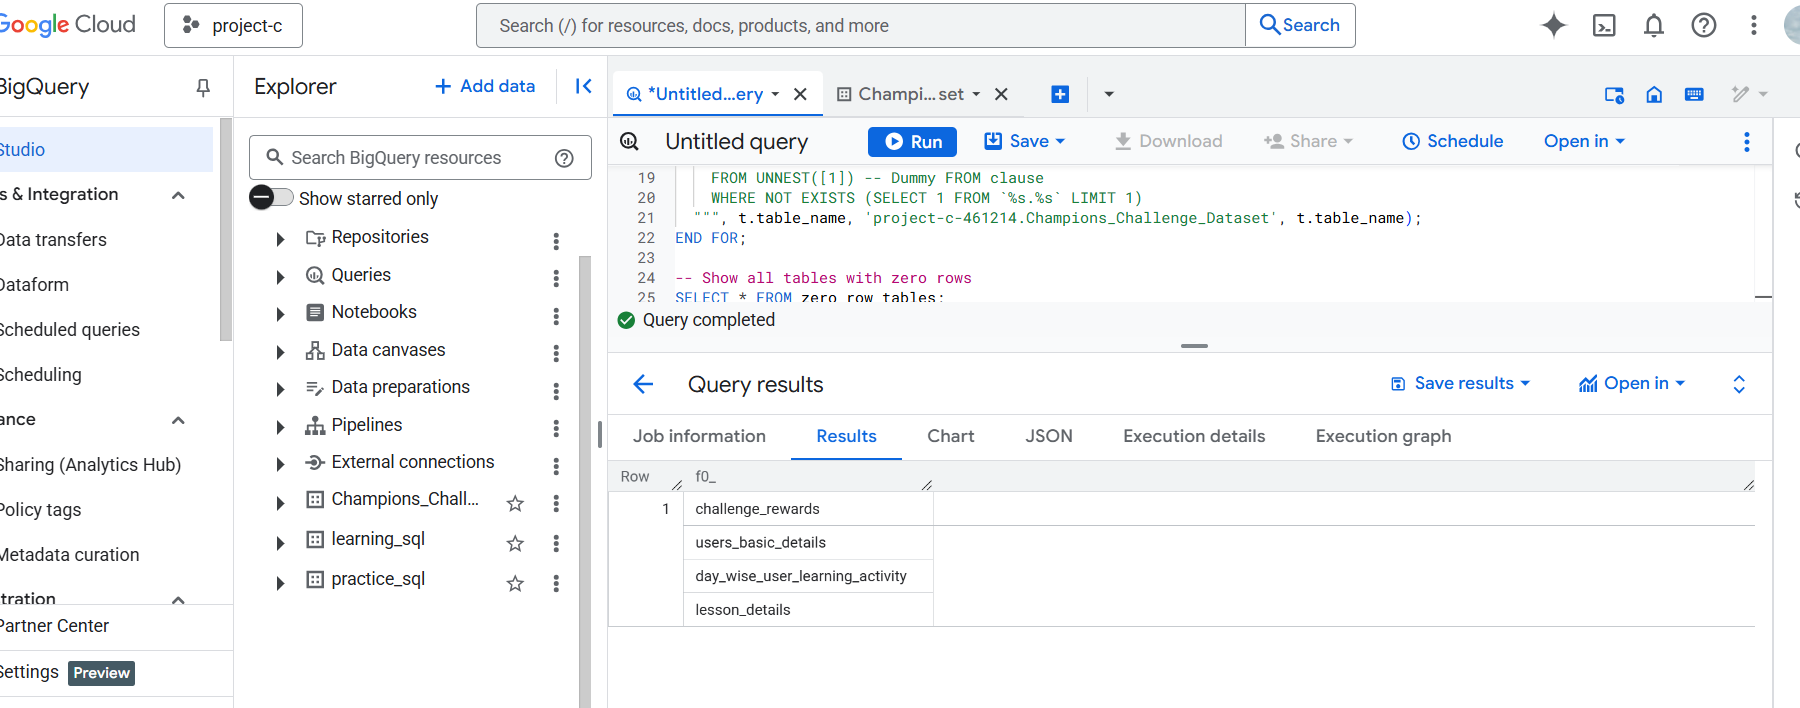 Google Cloud
project-c
Search (/) for resources, docs, products, and more
Search
BigQuery
Studio
s & Integration
Data transfers
Dataform
Scheduled queries
Scheduling
ance
Sharing (Analytics Hub)
Policy tags
Metadata curation
tration
Partner Center
Settings Preview
Explorer
+ Add data
Search BigQuery resources
Show starred only
Repositories
Queries
Notebooks
Data canvases
Data preparations
Pipelines
External connections
Champions_Chall...
learning_sql
practice_sql
*Untitled...ery
Champi...set
Untitled query
Run
Save
Download
Share
Schedule
Open in
19 FROM UNNEST([1]) -- Dummy FROM clause
20 WHERE NOT EXISTS (SELECT 1 FROM `%s.%s` LIMIT 1)
21 """, t.table_name, 'project-c-461214.Champions_Challenge_Dataset', t.table_name);
22 END FOR;
23
24 -- Show all tables with zero rows
25 SELECT * FROM zero_row_tables;
Query completed
Query results
Save results
Open in
Job information
Results
Chart
JSON
Execution details
Execution graph
Row f0_
1 challenge_rewards
users_basic_details
day_wise_user_learning_activity
lesson_details